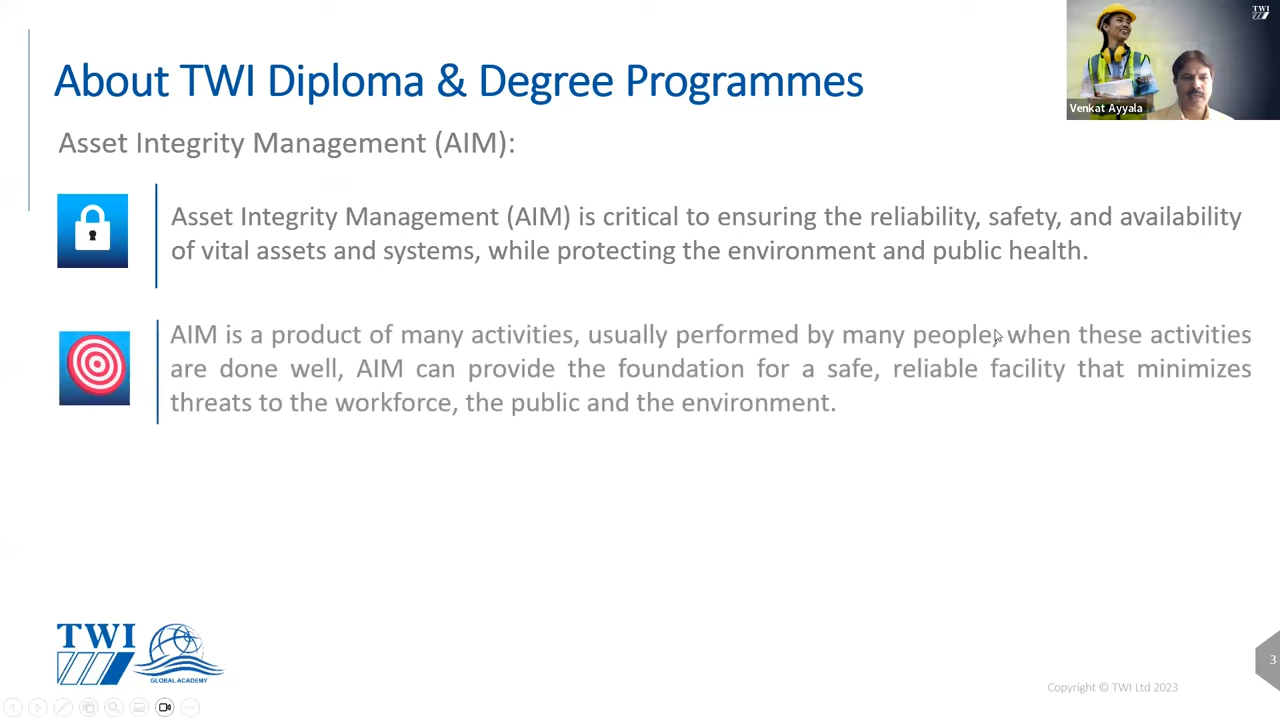 About TWI Diploma & Degree Programmes
TWI
Venkat Ayyala
Asset Integrity Management (AIM):
Asset Integrity Management (AIM) is critical to ensuring the reliability, safety, and availability
of vital assets and systems, while protecting the environment and public health.
AIM is a product of many activities, usually performed by many people, when these activities
are done well, AIM can provide the foundation for a safe, reliable facility that minimizes
threats to the workforce, the public and the environment.
TWI
GLOBAL ACADEMY
Copyright © TWI Ltd 2023
3